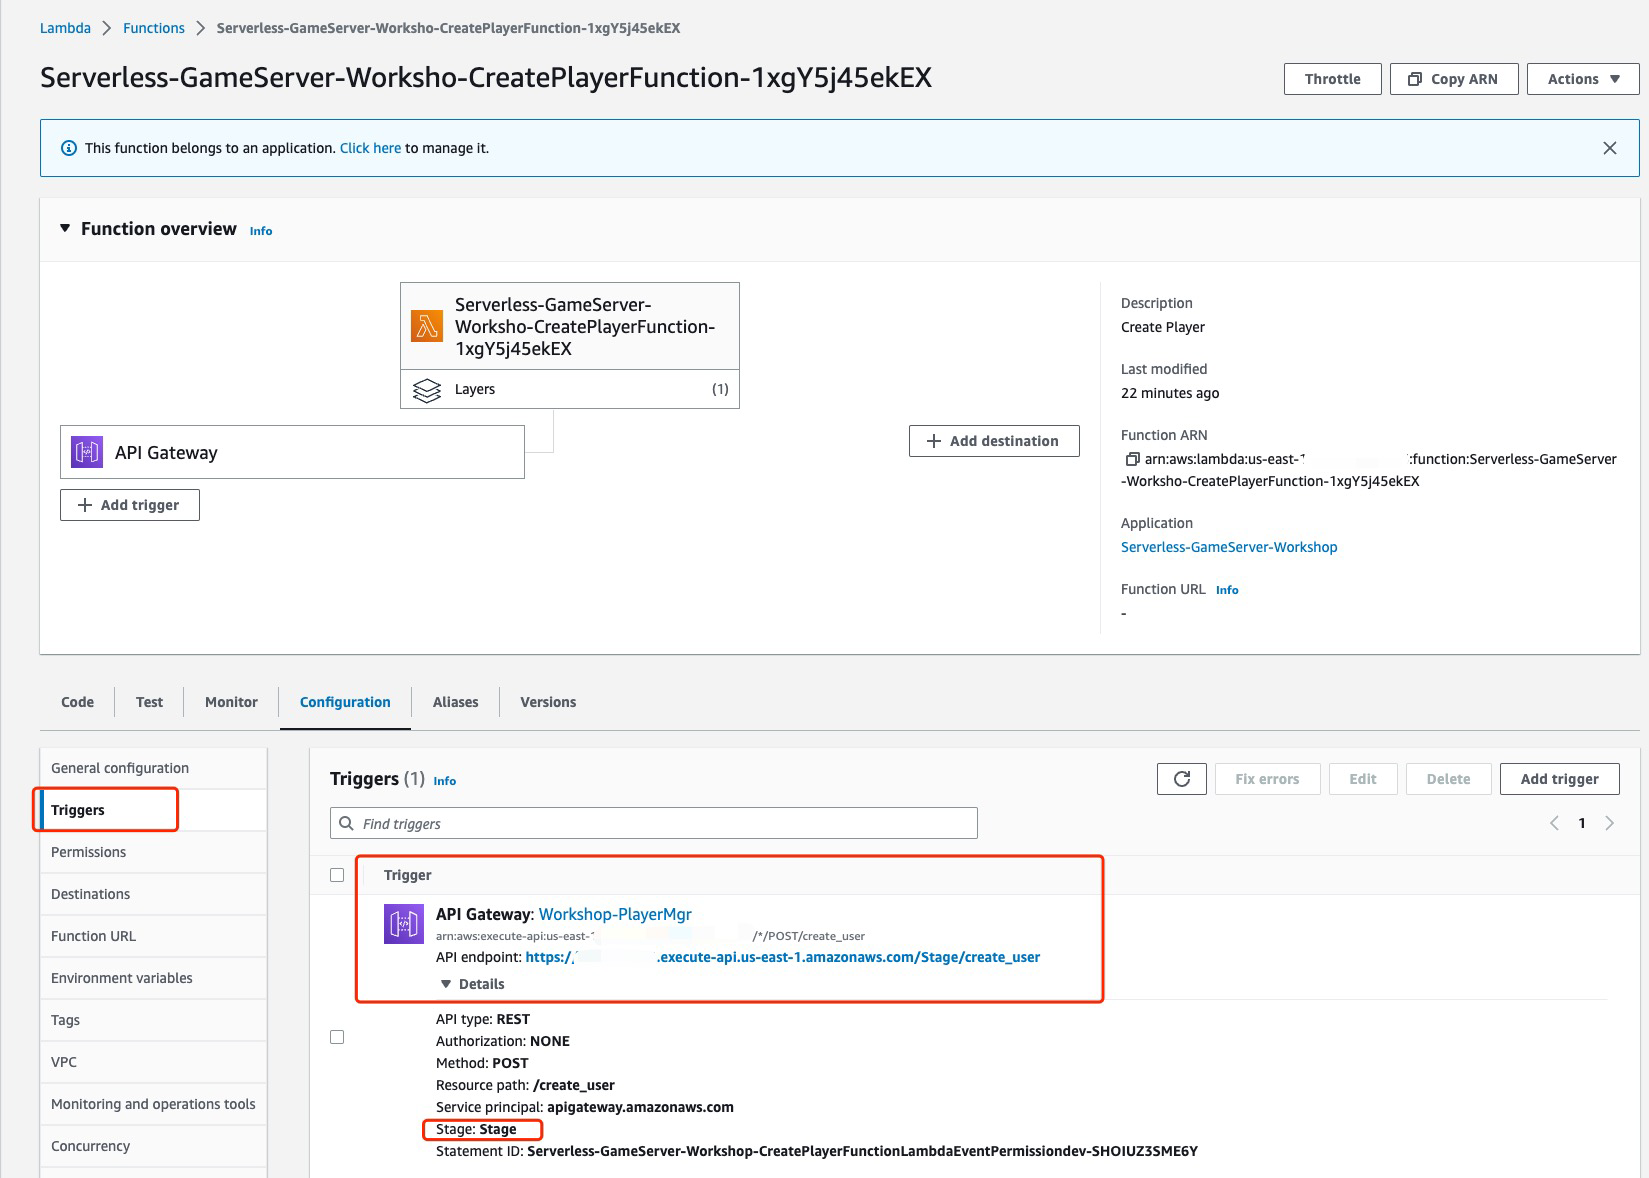 Lambda > Functions > Serverless-GameServer-Worksho-CreatePlayerFunction-1xgY5j45ekEX
Serverless-GameServer-Worksho-CreatePlayerFunction-1xgY5j45ekEX
Throttle
Copy ARN
Actions
This function belongs to an application. Click here to manage it.
Function overview Info
Serverless-GameServer-
Worksho-CreatePlayerFunction-
1xgY5j45ekEX
Layers (1)
API Gateway
+ Add trigger
+ Add destination
Description
Create Player
Last modified
22 minutes ago
Function ARN
arn:aws:lambda:us-east-1 :function:Serverless-GameServer
-Worksho-CreatePlayerFunction-1xgY5j45ekEX
Application
Serverless-GameServer-Workshop
Function URL Info
-
Code
Test
Monitor
Configuration
Aliases
Versions
General configuration
Triggers
Permissions
Destinations
Function URL
Environment variables
Tags
VPC
Monitoring and operations tools
Concurrency
Triggers (1) Info
Fix errors
Edit
Delete
Add trigger
Find triggers
1
Trigger
API Gateway: Workshop-PlayerMgr
arn:aws:execute-api:us-east-1 /*/POST/create_user
API endpoint: https:// .execute-api.us-east-1.amazonaws.com/Stage/create_user
Details
API type: REST
Authorization: NONE
Method: POST
Resource path: /create_user
Service principal: apigateway.amazonaws.com
Stage: Stage
Statement ID: Serverless-GameServer-Workshop-CreatePlayerFunctionLambdaEventPermissiondev-SHOIUZ3SME6Y